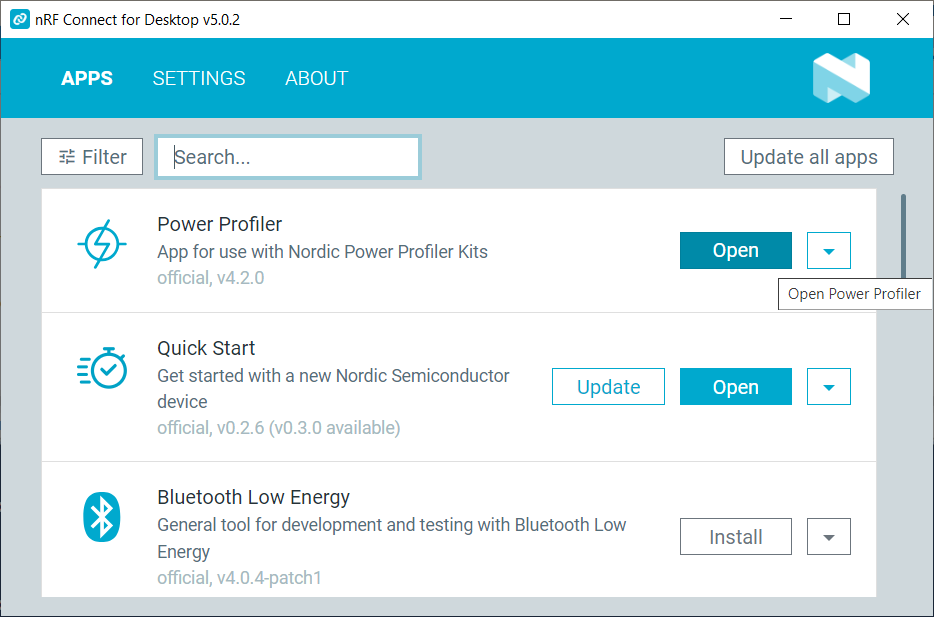 nRF Connect for Desktop v5.0.2
APPS SETTINGS ABOUT
Filter Search... Update all apps
Power Profiler
App for use with Nordic Power Profiler Kits
official, v4.2.0
Open
Open Power Profiler
Quick Start
Get started with a new Nordic Semiconductor
device
official, v0.2.6 (v0.3.0 available)
Update Open
Bluetooth Low Energy
General tool for development and testing with Bluetooth Low
Energy
official, v4.0.4-patch1
Install